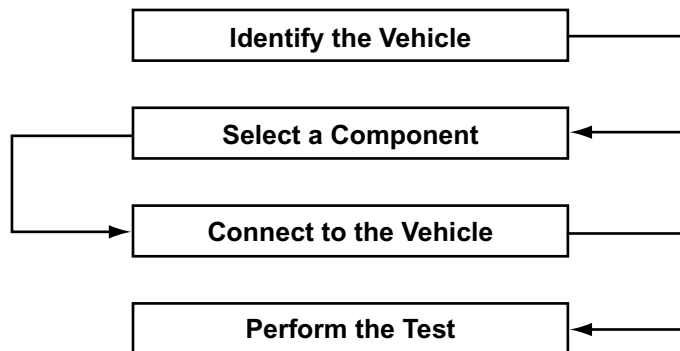 Identify the Vehicle
Select a Component
Connect to the Vehicle
Perform the Test